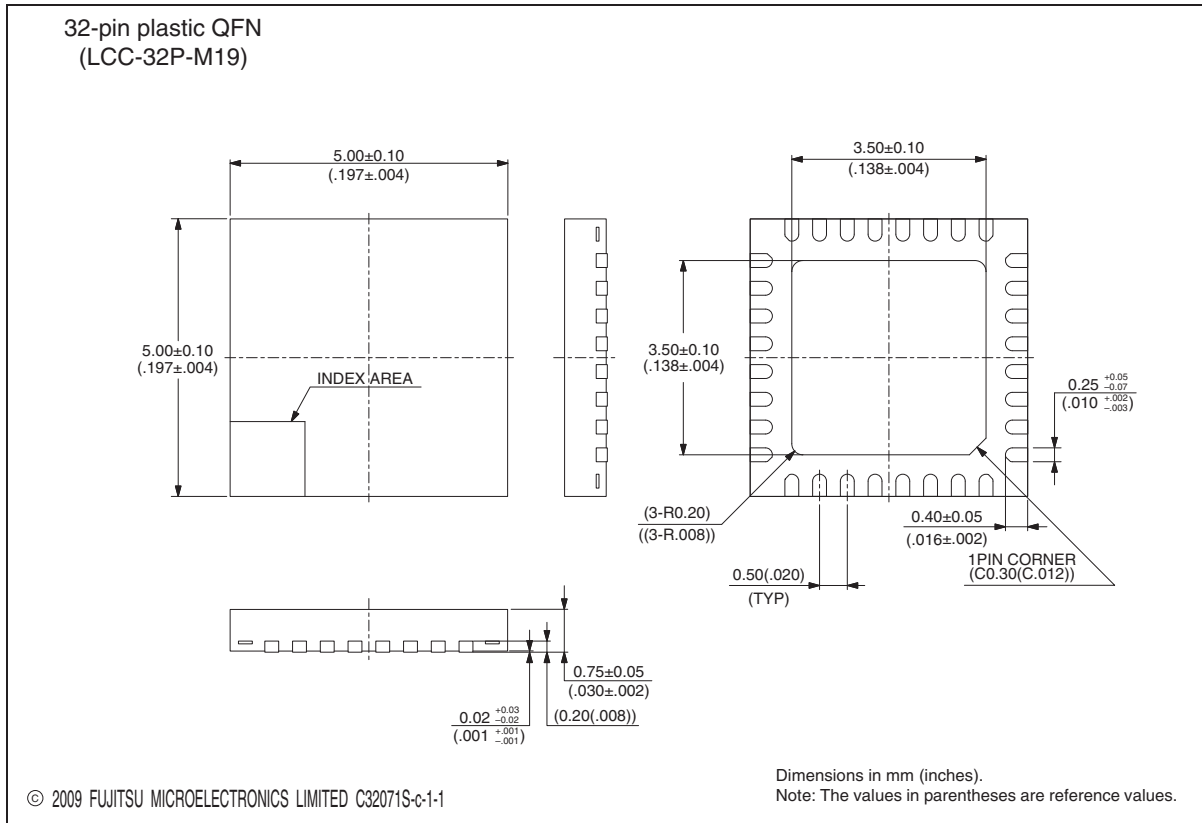 32-pin plastic QFN
(LCC-32P-M19)
5.00±0.10
(.197±.004)
3.50±0.10
(.138±.004)
5.00±0.10
(.197±.004)
INDEX AREA
3.50±0.10
(.138±.004)
0.25 +0.05 −0.07
(.010 +.002 −.003)
(3-R0.20)
((3-R.008))
0.40±0.05
(.016±.002)
1PIN CORNER
(C0.30(C.012))
0.50(.020)
(TYP)
0.75±0.05
(.030±.002)
0.02 +0.03 −0.02
(.001 +.001 −.001)
(0.20(.008))
© 2009 FUJITSU MICROELECTRONICS LIMITED C32071S-c-1-1
Dimensions in mm (inches).
Note: The values in parentheses are reference values.